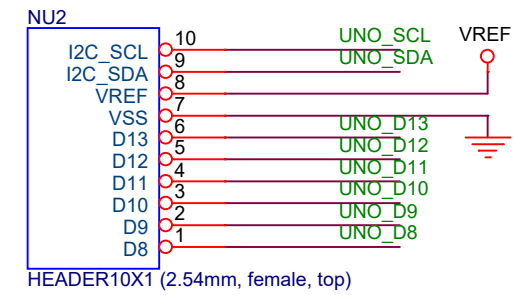 NU2
I2C_SCL 10 UNO_SCL VREF
I2C_SDA 9 UNO_SDA
VREF 8
VSS 7
D13 6 UNO_D13
D12 5 UNO_D12
D11 4 UNO_D11
D10 3 UNO_D10
D9 2 UNO_D9
D8 1 UNO_D8
HEADER10X1 (2.54mm, female, top)